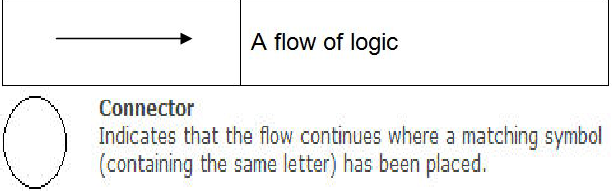 A flow of logic
Connector
Indicates that the flow continues where a matching symbol
(containing the same letter) has been placed.